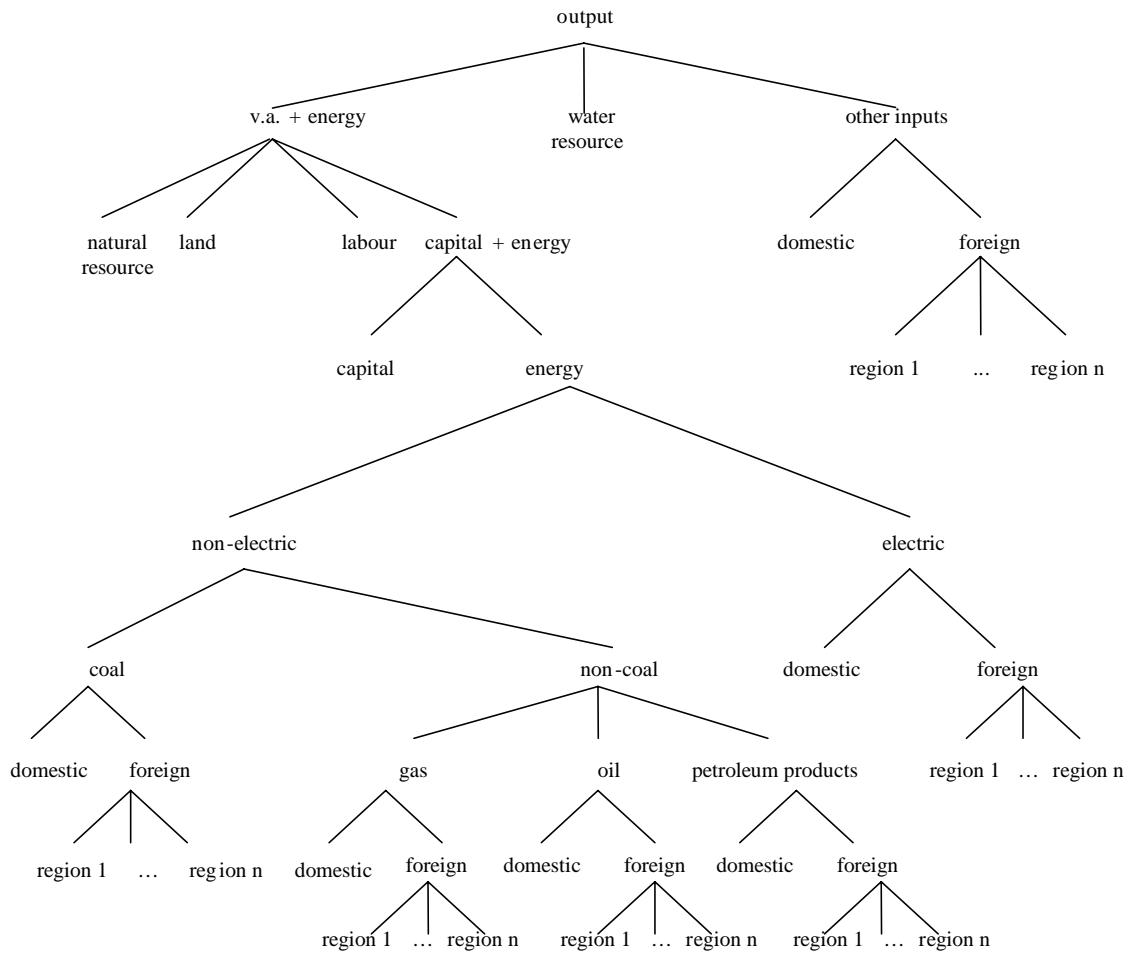 output
v.a. + energy
water
resource
other inputs
natural
resource
land
labour
capital + energy
domestic
foreign
capital
energy
region 1 ... region n
non-electric
electric
coal
non-coal
domestic
foreign
domestic
foreign
gas
oil
petroleum products
region 1 ... region n
region 1 ... region n
domestic
foreign
domestic
foreign
domestic
foreign
region 1 ... region n
region 1 ... region n
region 1 ... region n